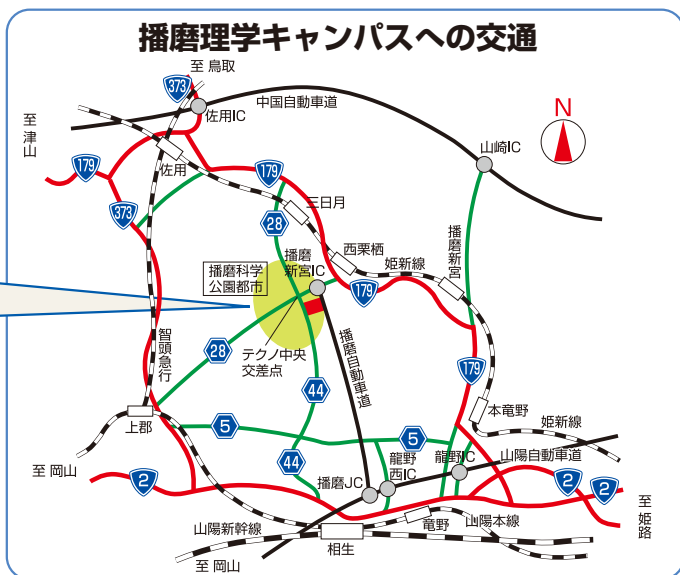 播磨理学キャンパスへの交通
至 鳥取
373
中国自動車道
佐用IC
至津山
N
山崎IC
179
佐用
179
三日月
373
28
播磨新宮
西栗栖
姫新線
播磨
新宮IC
播磨科学
公園都市
179
智頭急行
28
テクノ中央
交差点
播磨自動車道
179
44
本竜野
上郡
5
5
姫新線
山陽自動車道
至 岡山
2
44
龍野
西IC
龍野IC
播磨JC
2
2
至姫路
山陽新幹線
竜野
山陽本線
相生
至 岡山